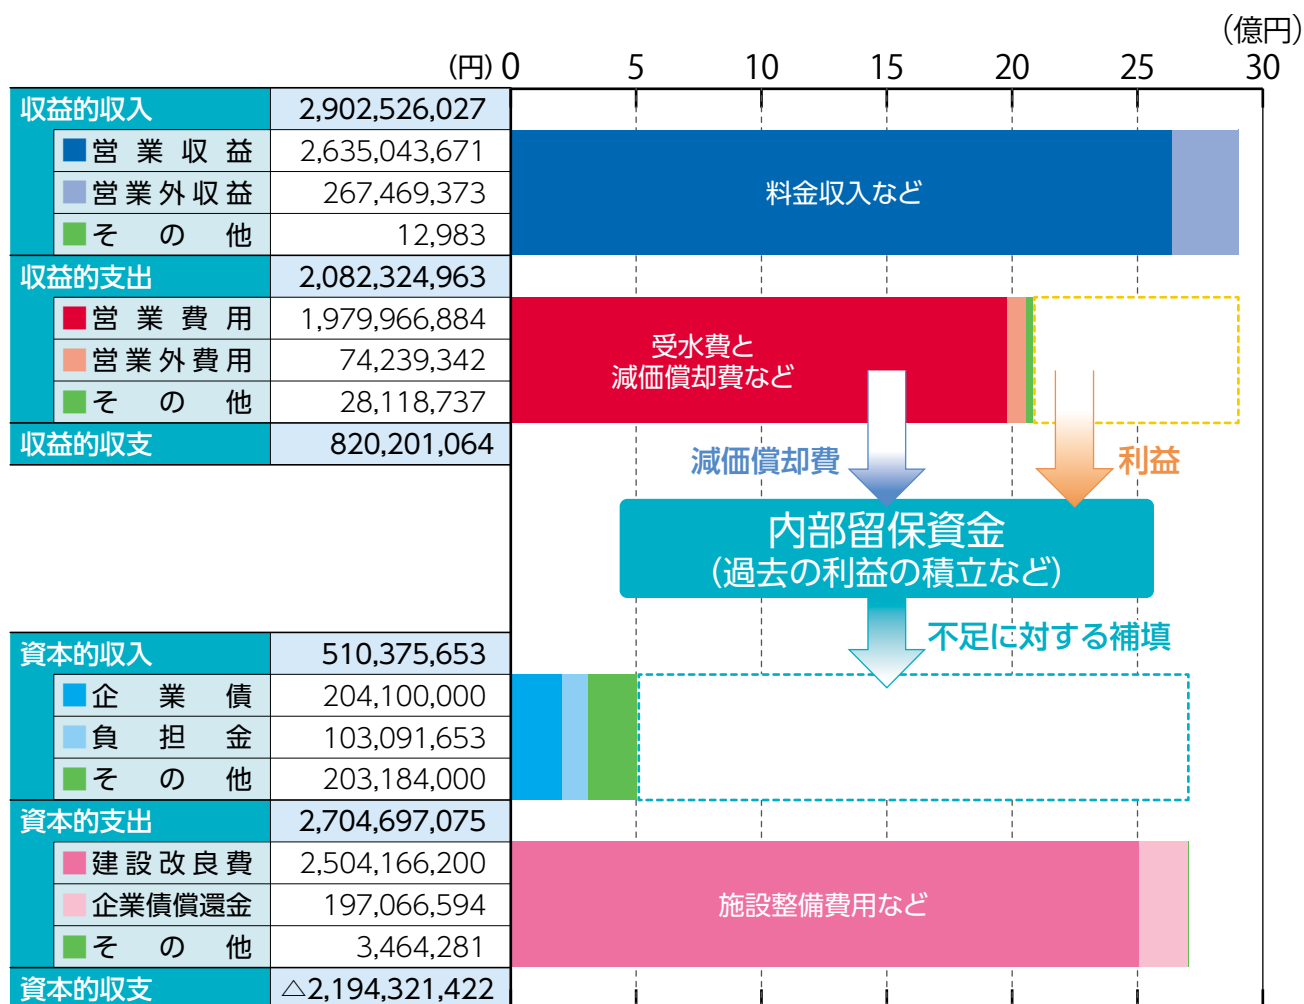 (億円)
(円) 0 5 10 15 20 25 30
収益的収入 2,902,526,027
営業収益 2,635,043,671
営業外収益 267,469,373
その他 12,983
料金収入など
収益的支出 2,082,324,963
営業費用 1,979,966,884
営業外費用 74,239,342
その他 28,118,737
受水費と
減価償却費など
収益的収支 820,201,064
減価償却費 利益
内部留保資金
(過去の利益の積立など)
不足に対する補填
資本的収入 510,375,653
企業債 204,100,000
負担金 103,091,653
その他 203,184,000
資本的支出 2,704,697,075
建設改良費 2,504,166,200
企業債償還金 197,066,594
その他 3,464,281
施設整備費用など
資本的収支 △2,194,321,422